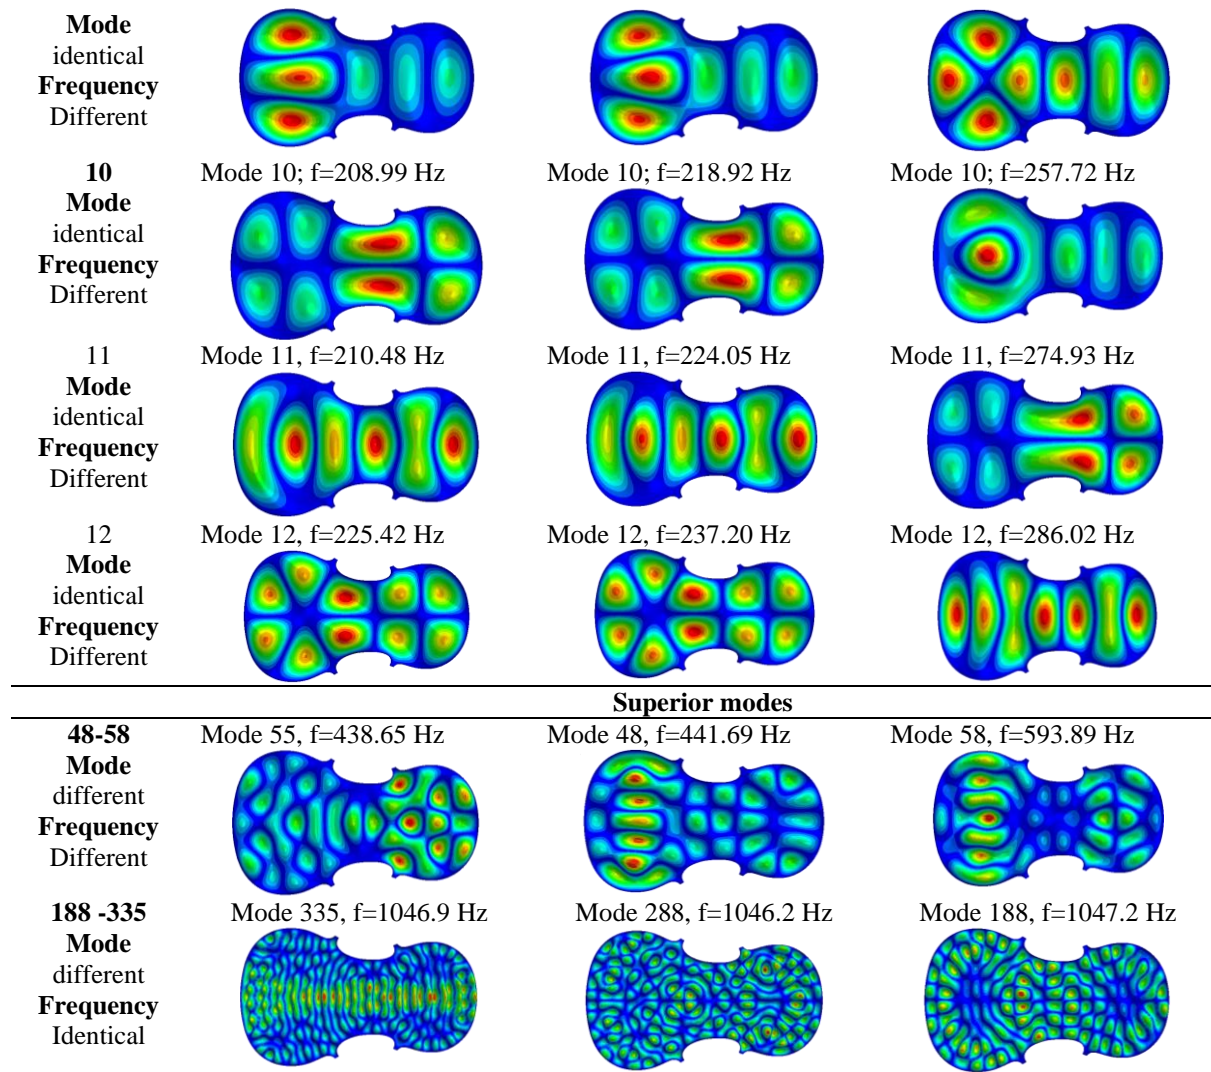 Mode
identical
Frequency
Different
10 Mode 10; f=208.99 Hz Mode 10; f=218.92 Hz Mode 10; f=257.72 Hz
Mode
identical
Frequency
Different
11 Mode 11, f=210.48 Hz Mode 11, f=224.05 Hz Mode 11, f=274.93 Hz
Mode
identical
Frequency
Different
12 Mode 12, f=225.42 Hz Mode 12, f=237.20 Hz Mode 12, f=286.02 Hz
Mode
identical
Frequency
Different
Superior modes
48-58 Mode 55, f=438.65 Hz Mode 48, f=441.69 Hz Mode 58, f=593.89 Hz
Mode
different
Frequency
Different
188 -335 Mode 335, f=1046.9 Hz Mode 288, f=1046.2 Hz Mode 188, f=1047.2 Hz
Mode
different
Frequency
Identical